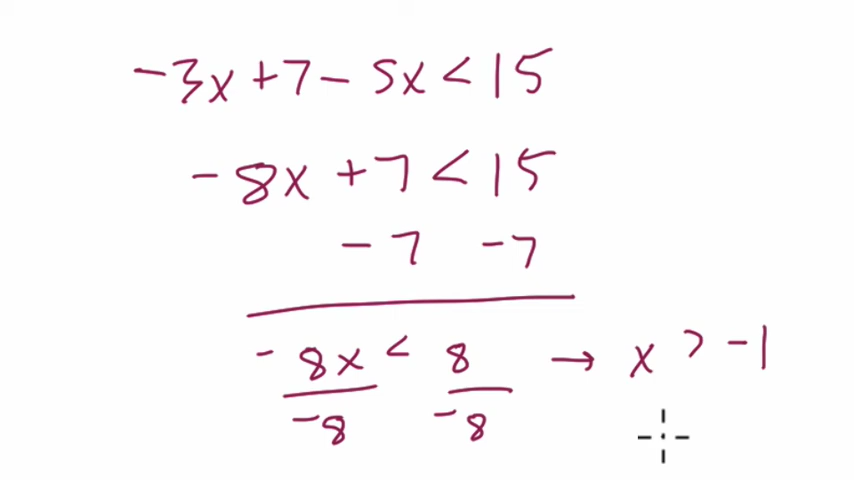 -3x+7-5x<15
-8x+7<15
-7 -7
-8x<8 → x > -1
-8 -8